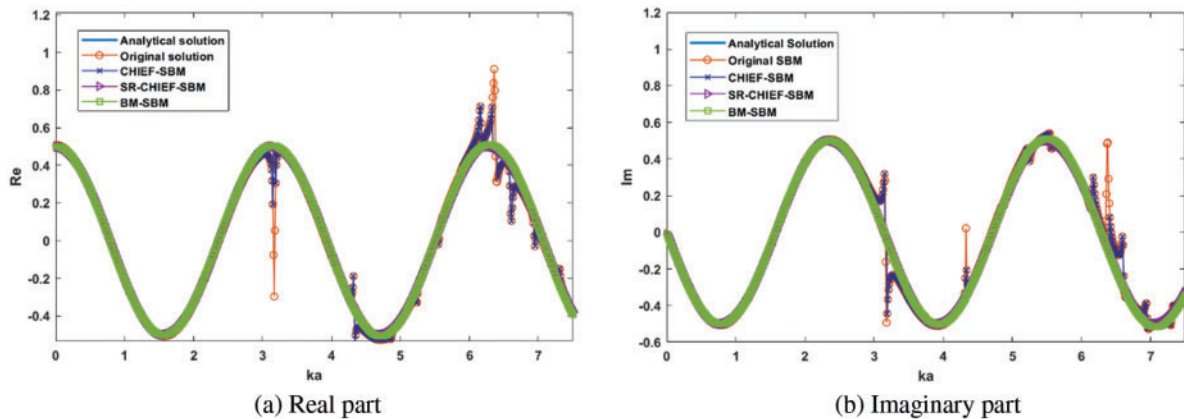 1.2
1
0.8
0.6
0.4
0.2
0
-0.2
-0.4
Re
Analytical solution
Original solution
CHIEF-SBM
SR-CHIEF-SBM
BM-SBM
0 1 2 3 4 5 6 7
ka
(a) Real part
1.2
1
0.8
0.6
0.4
0.2
0
-0.2
-0.4
-0.6
Im
Analytical Solution
Original SBM
CHIEF-SBM
SR-CHIEF-SBM
BM-SBM
0 1 2 3 4 5 6 7
ka
(b) Imaginary part